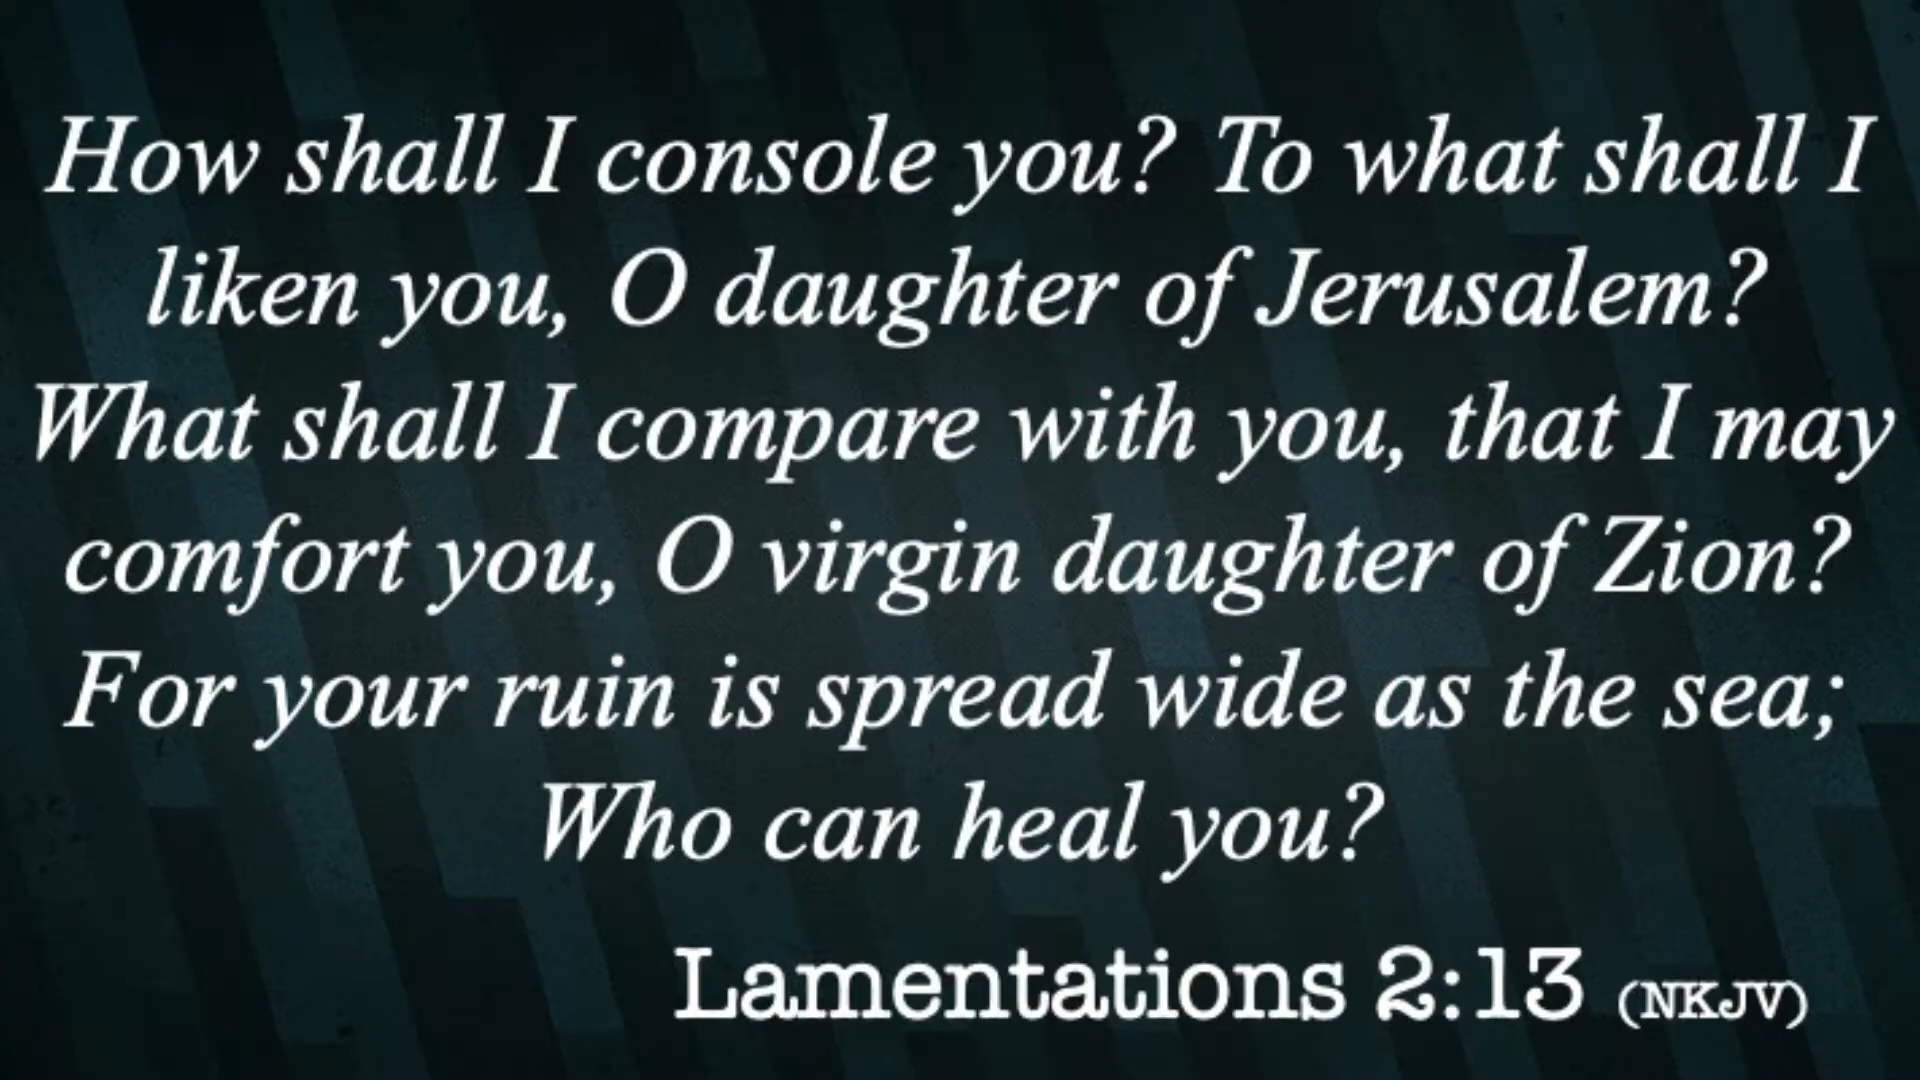 How shall I console you? To what shall I
liken you, O daughter of Jerusalem?
What shall I compare with you, that I may
comfort you, O virgin daughter of Zion?
For your ruin is spread wide as the sea;
Who can heal you?
Lamentations 2:13 (NKJV)